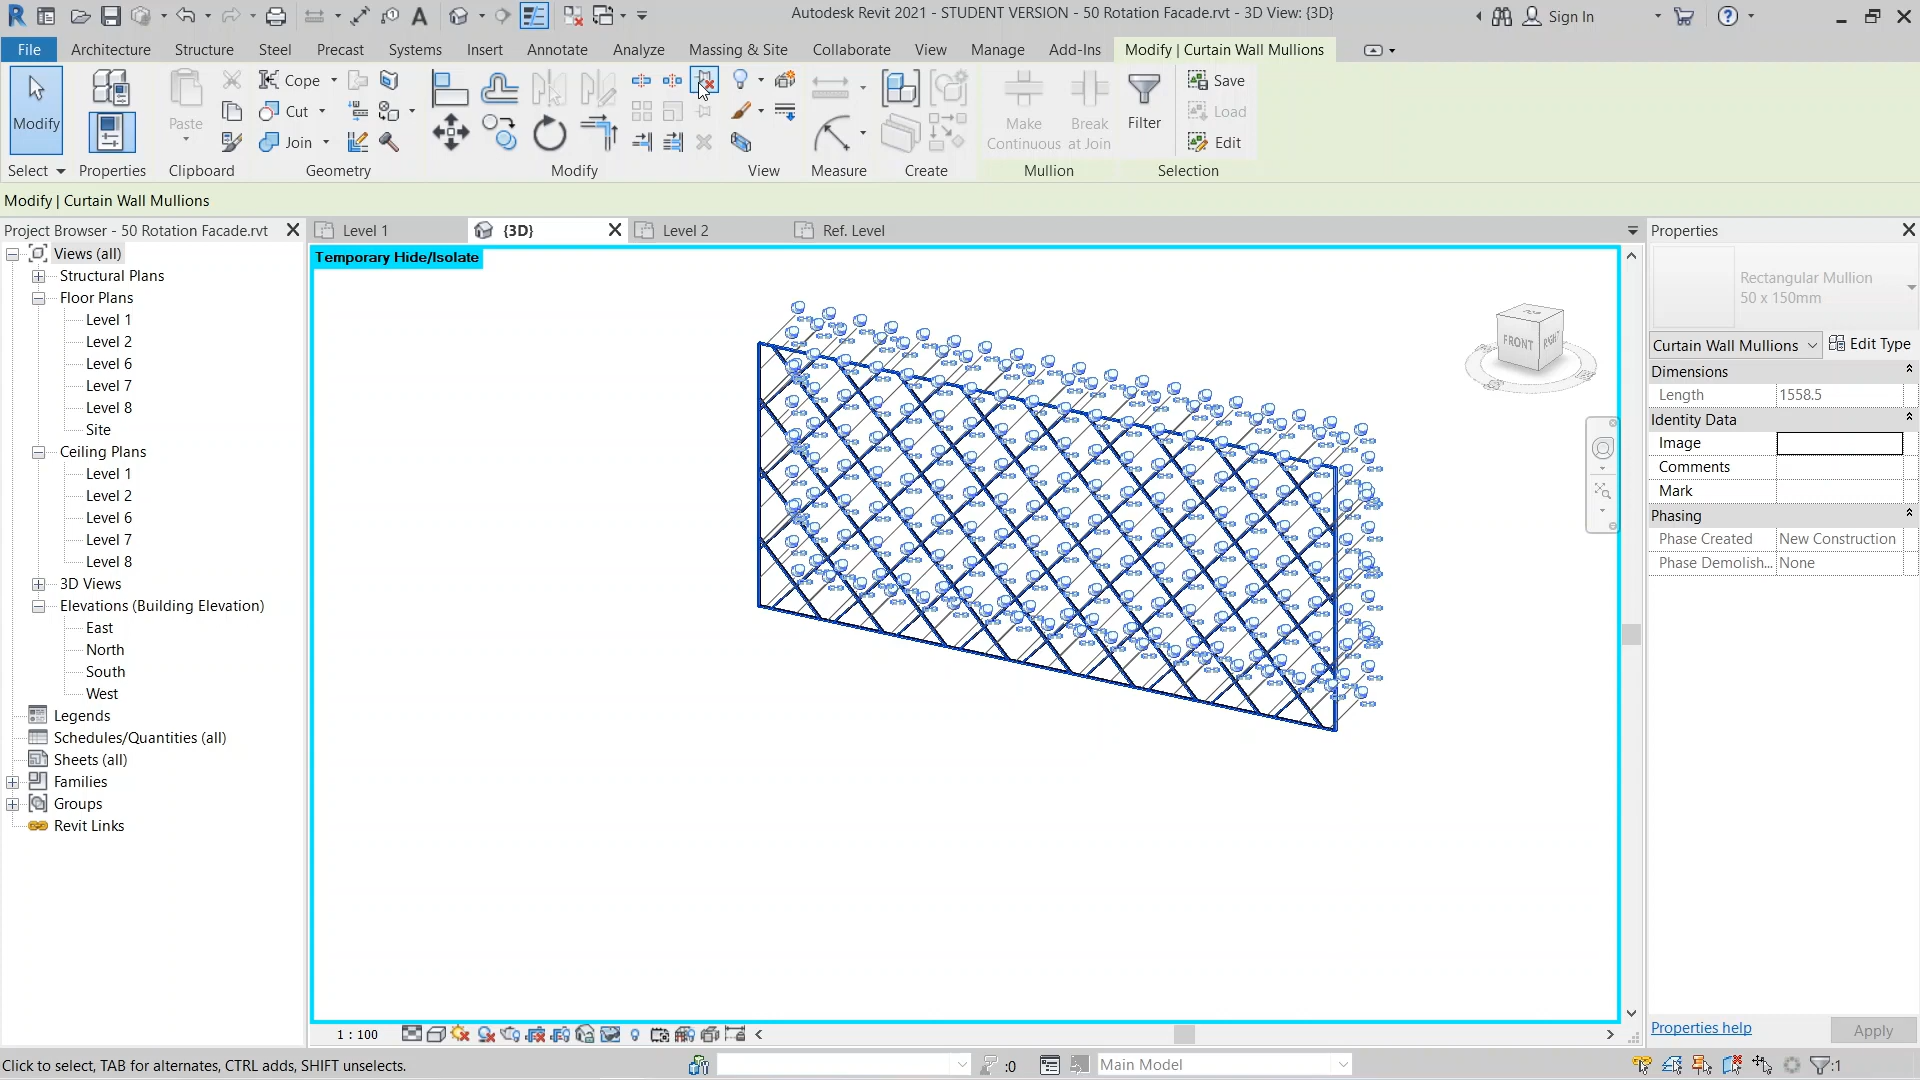 Autodesk Revit 2021 - STUDENT VERSION - 50 Rotation Facade.rvt - 3D View: {3D}
Sign In
File Architecture Structure Steel Precast Systems Insert Annotate Analyze Massing & Site Collaborate View Manage Add-Ins Modify | Curtain Wall Mullions
Modify
Paste
Cope
Cut
Join
Make Continuous
Break at Join
Filter
Save
Load
Edit
Select Properties Clipboard Geometry Modify View Measure Create Mullion Selection
Modify | Curtain Wall Mullions
Project Browser - 50 Rotation Facade.rvt
Views (all)
Structural Plans
Floor Plans
Level 1
Level 2
Level 6
Level 7
Level 8
Site
Ceiling Plans
Level 1
Level 2
Level 6
Level 7
Level 8
3D Views
Elevations (Building Elevation)
East
North
South
West
Legends
Schedules/Quantities (all)
Sheets (all)
Families
Groups
Revit Links
Level 1
{3D}
Level 2
Ref. Level
Temporary Hide/Isolate
TOP
FRONT
RIGHT
Properties
Rectangular Mullion
50 x 150mm
Curtain Wall Mullions
Edit Type
Dimensions
Length 1558.5
Identity Data
Image
Comments
Mark
Phasing
Phase Created New Construction
Phase Demolish... None
Properties help
Apply
1 : 100
Click to select, TAB for alternates, CTRL adds, SHIFT unselects.
:0
Main Model
:1